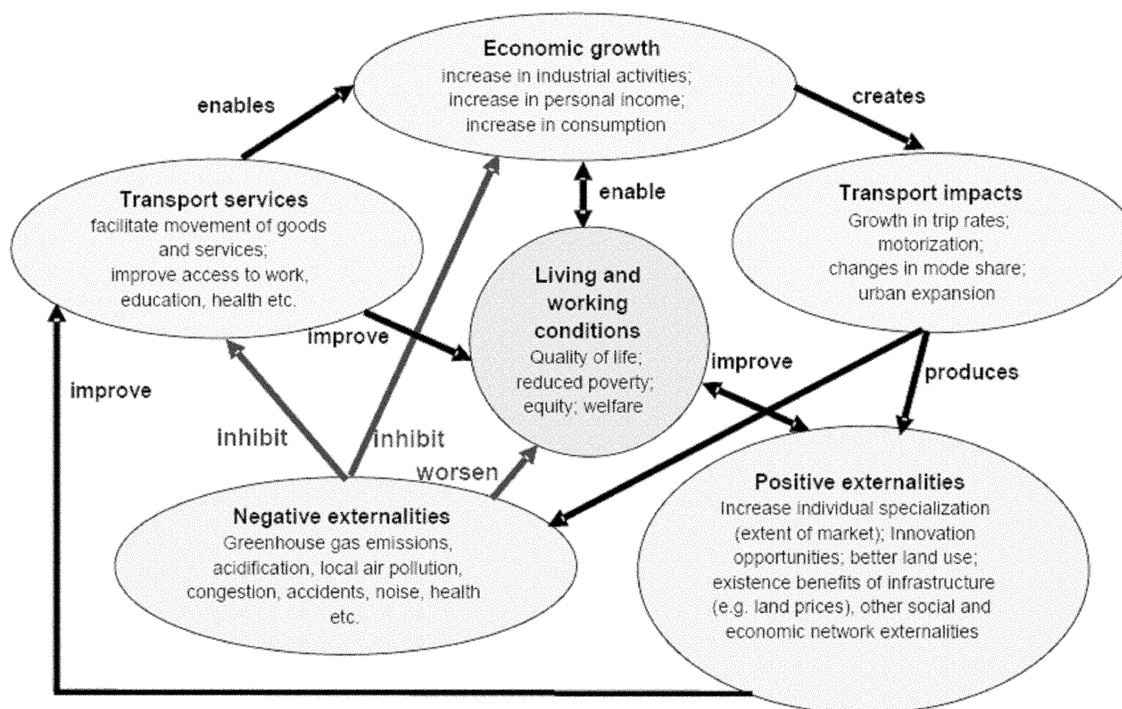 Economic growth
increase in industrial activities;
increase in personal income;
increase in consumption
enables
creates
Transport services
facilitate movement of goods
and services;
improve access to work,
education, health etc.
enable
Transport impacts
Growth in trip rates;
motorization;
changes in mode share;
urban expansion
Living and
working
conditions
Quality of life;
reduced poverty;
equity; welfare
improve
improve
improve
produces
inhibit
inhibit
worsen
Negative externalities
Greenhouse gas emissions,
acidification, local air pollution,
congestion, accidents, noise, health
etc.
Positive externalities
Increase individual specialization
(extent of market); Innovation
opportunities; better land use;
existence benefits of infrastructure
(e.g. land prices), other social and
economic network externalities